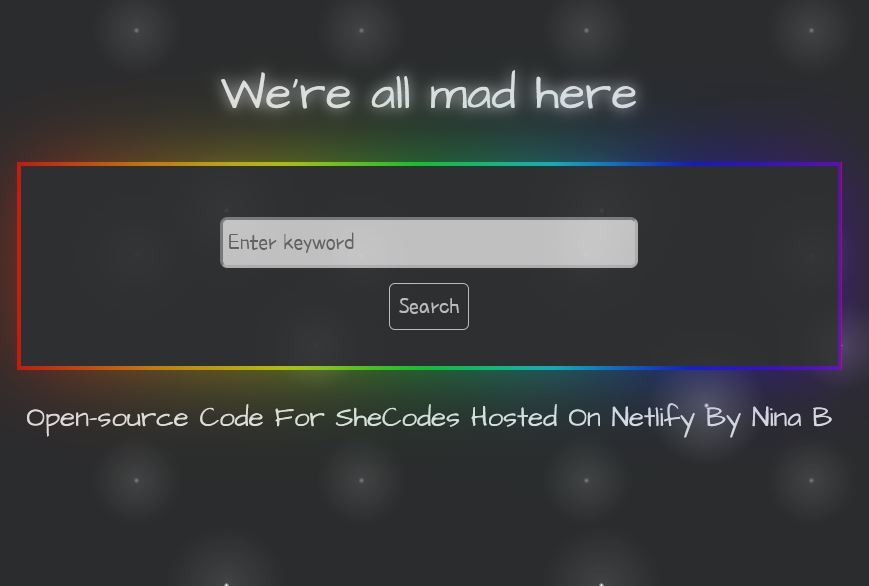 We're all mad here
Enter keyword
Search
Open-source Code For SheCodes Hosted On Netlify By Nina B